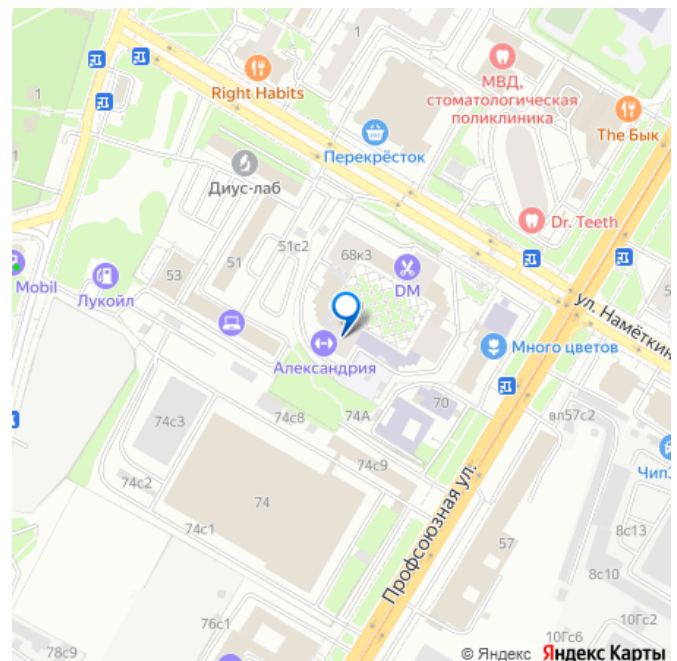 1
Right Habits
МВД,
стоматологическая
поликлиника
The Бык
1
Перекрёсток
Диус-лаб
Dr. Teeth
51с2
68к3
51
53
DM
Mobil
Лукойл
ул. Намёткин
Много цветов
Александрия
70
74с3
74с8
74А
вл57с2
74с9
74с2
Чип
74
Профсоюзная ул.
74с1
57
8с13
8с10
76с1
10Гс2
10Гс6
78с9
© Яндекс Яндекс Карты